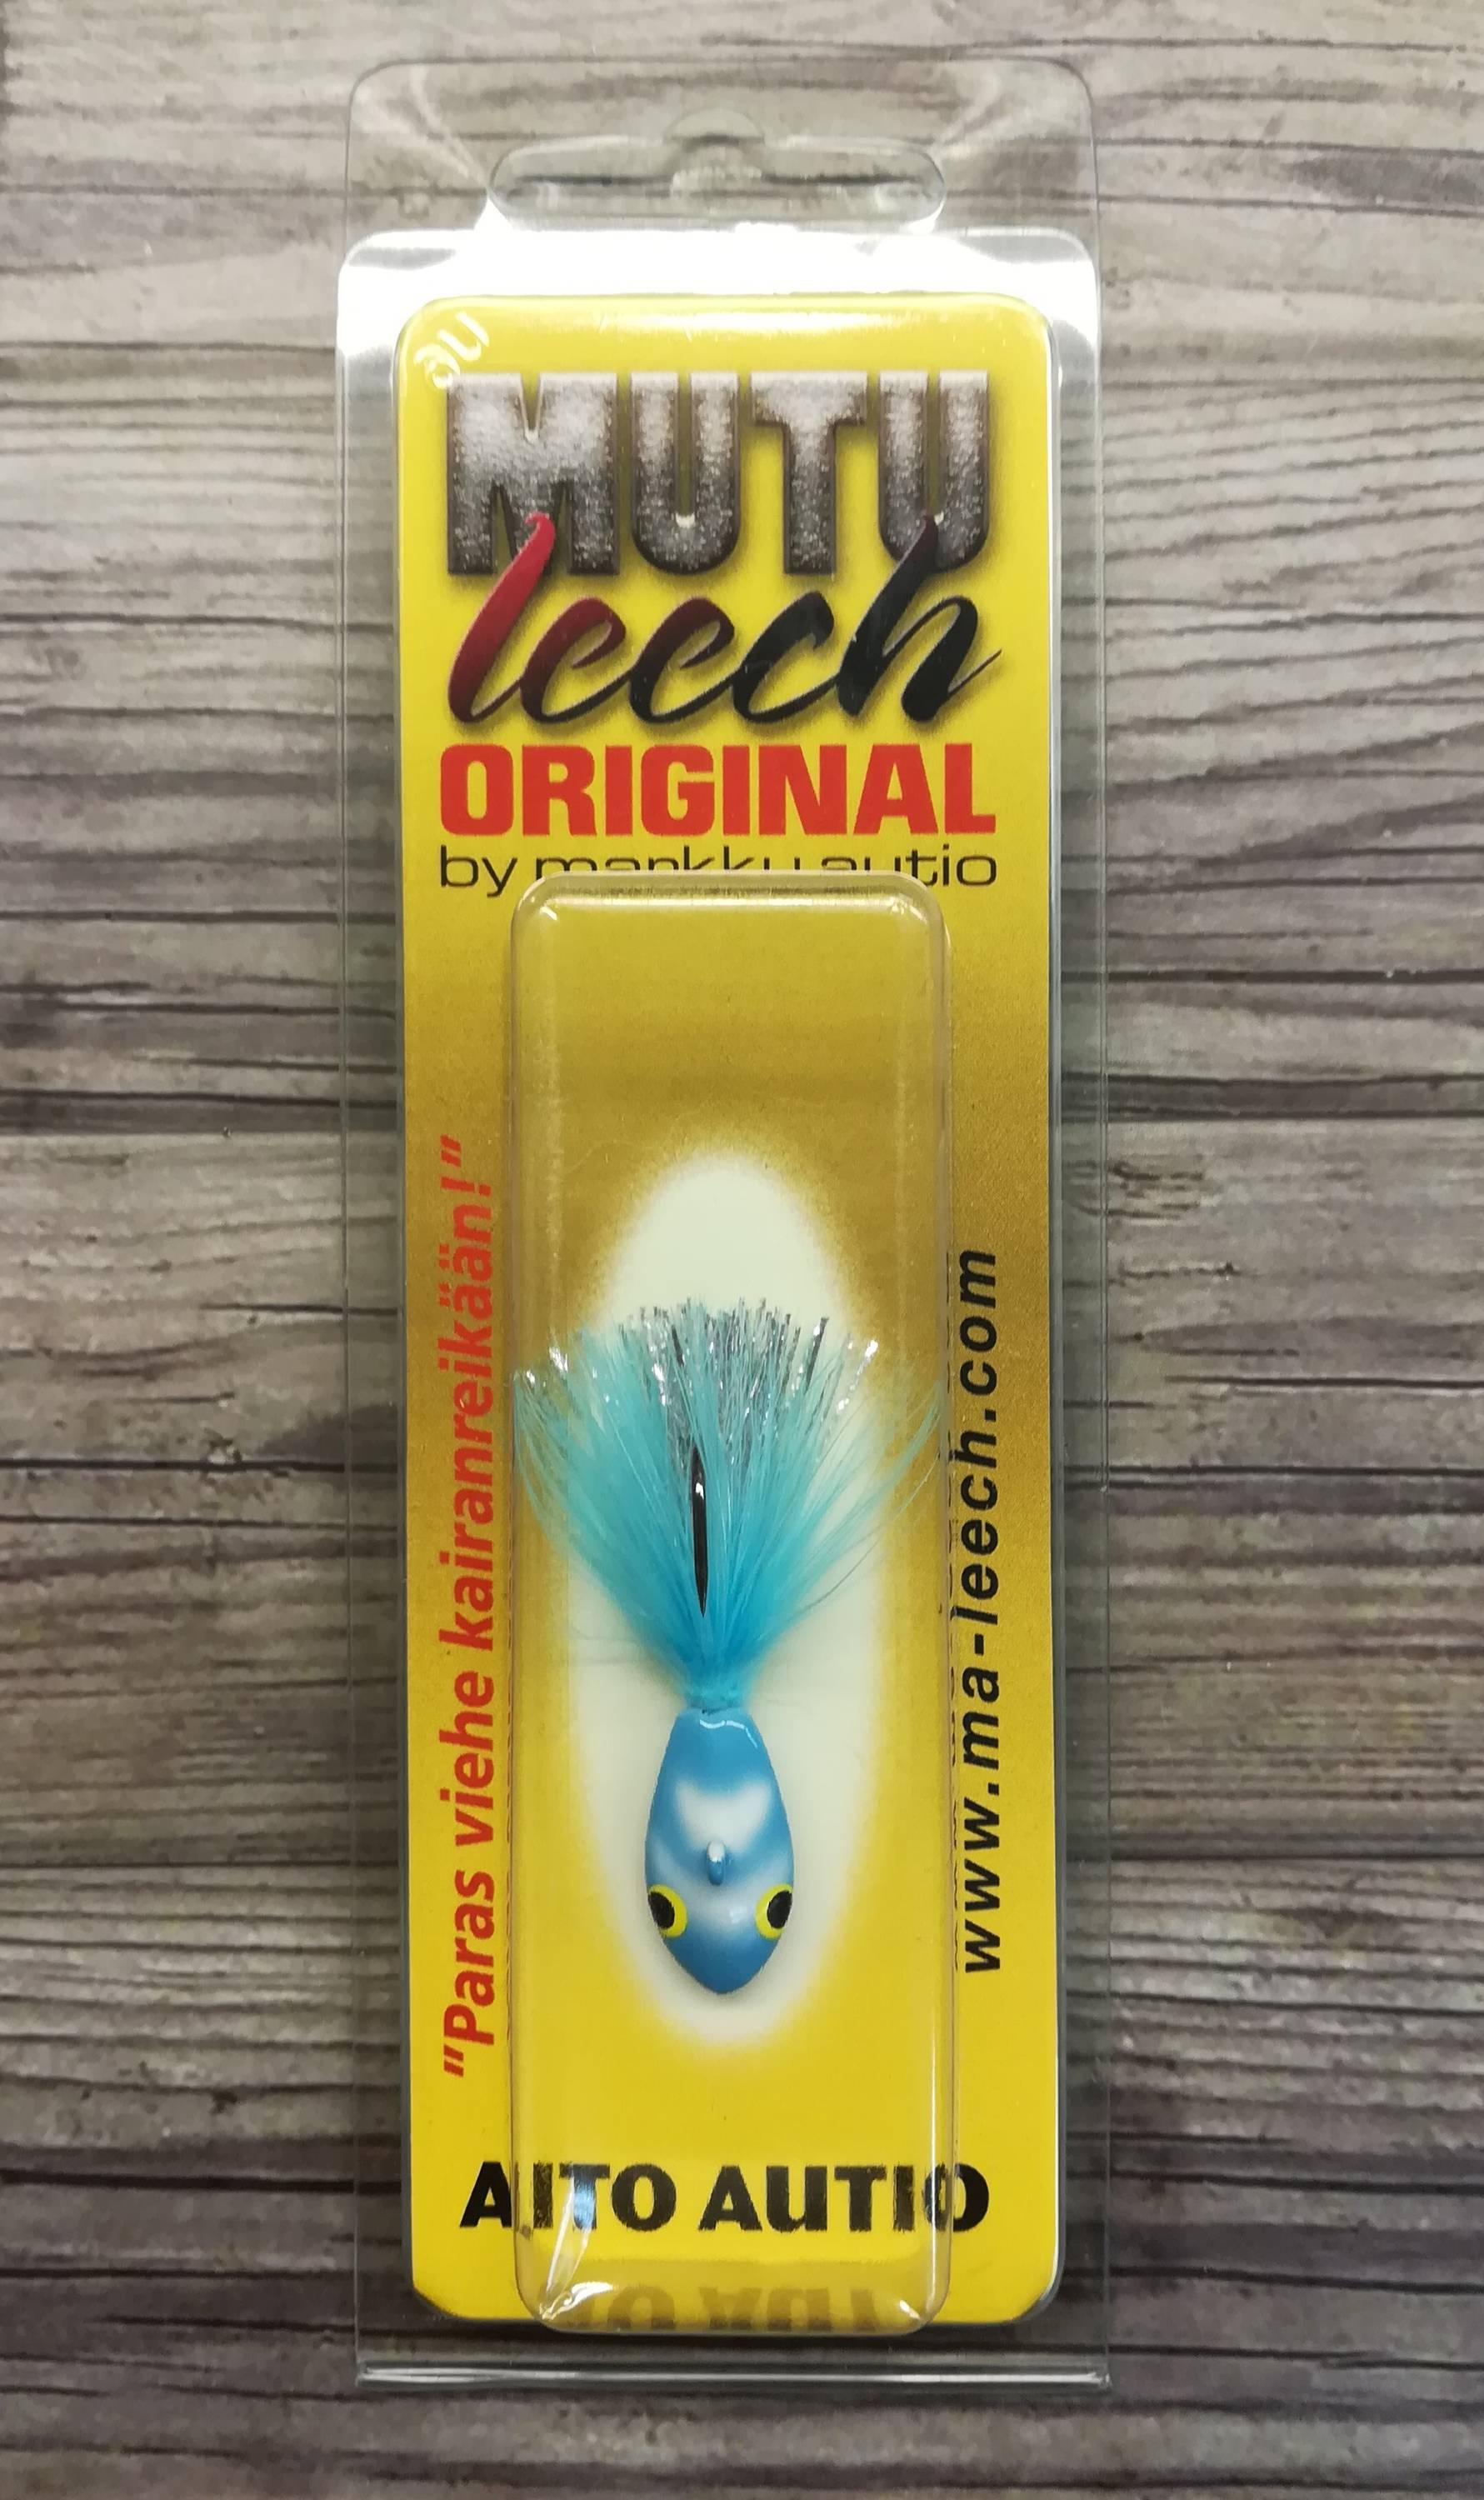 MUTU
leech
ORIGINAL
by markku autio
"Paras viehe kairanreikään!"
www.ma-leech.com
AITO AUTIO